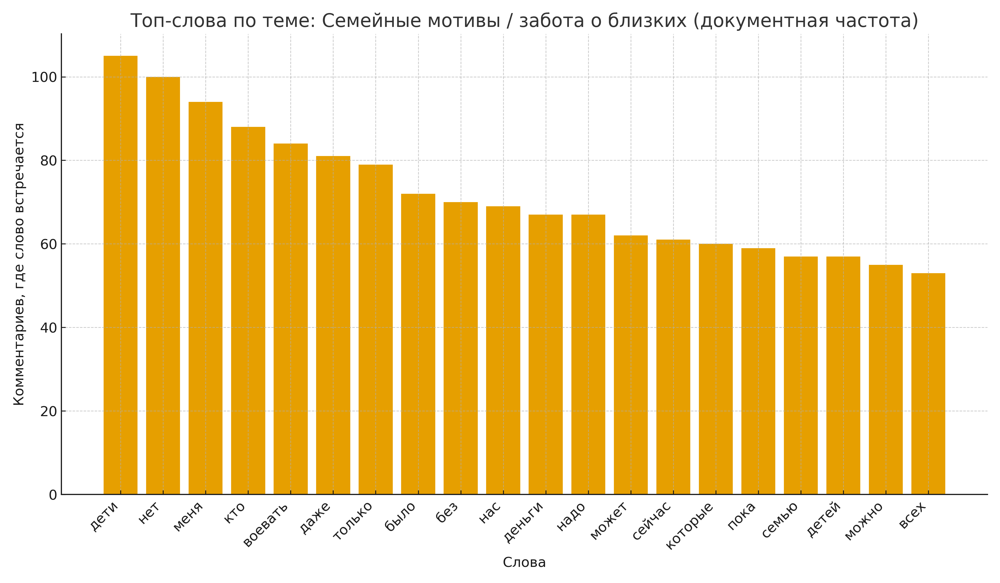 Топ-слова по теме: Семейные мотивы / забота о близких (документная частота)
Комментариев, где слово встречается
100
80
60
40
20
0
дети
нет
меня
кто
воевать
даже
только
было
без
нас
деньги
надо
может
сейчас
которые
пока
семью
детей
можно
всех
Слова